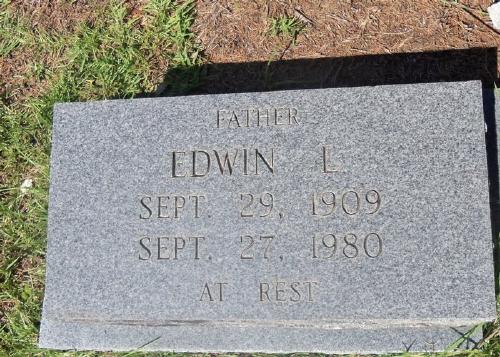 FATHER
EDWIN L.
SEPT. 29, 1909
SEPT. 27, 1980
AT REST